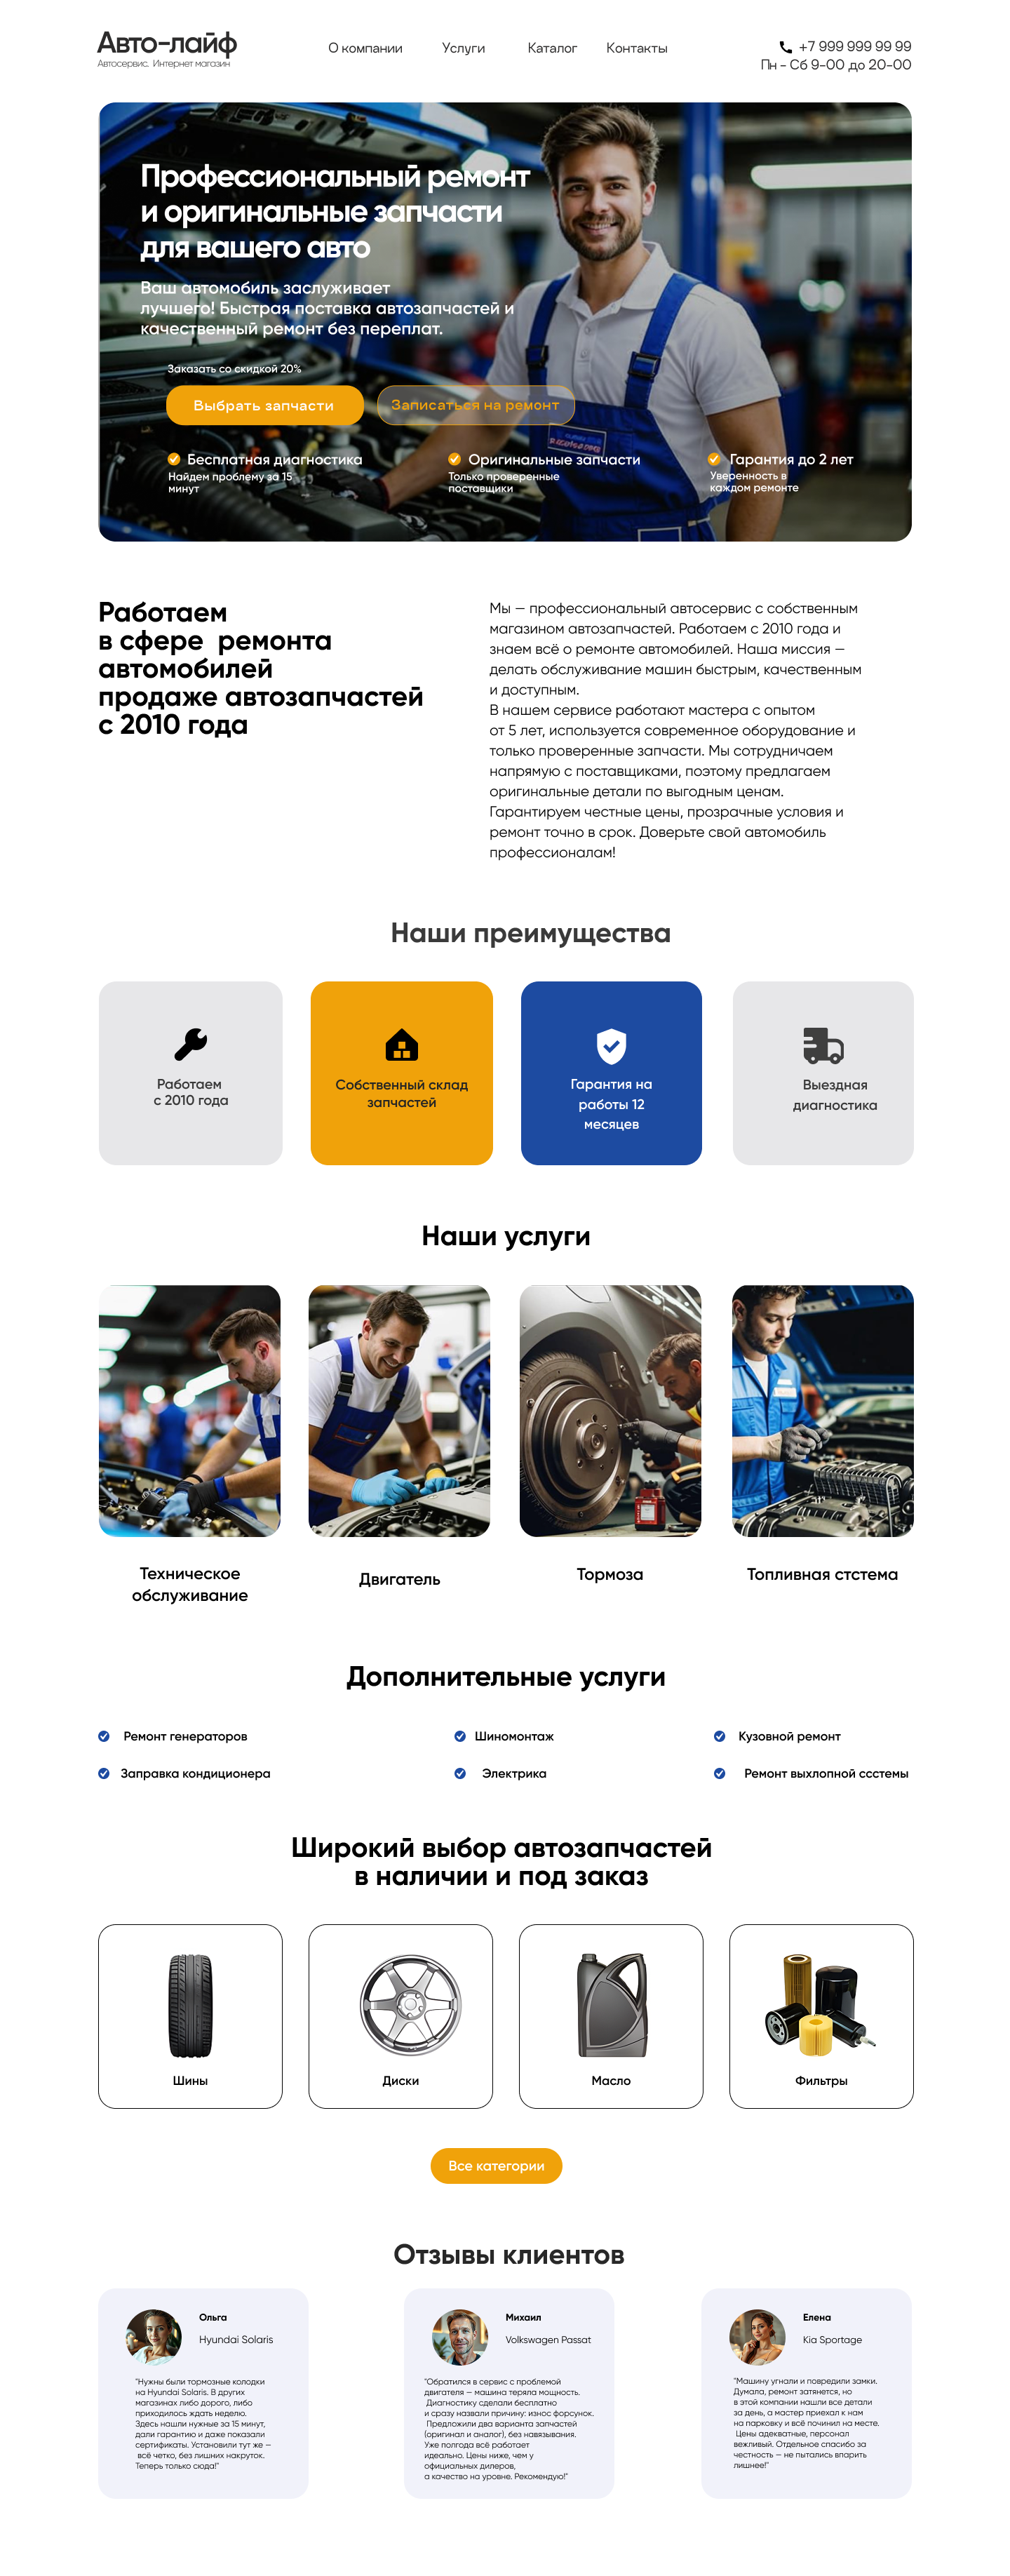 Авто-лайф
Автосервис. Интернет магазин
О компании
Услуги
Каталог
Контакты
+7 999 999 99 99
Пн - Сб 9-00 до 20-00
Профессиональный ремонт
и оригинальные запчасти
для вашего авто
Ваш автомобиль заслуживает
лучшего! Быстрая поставка автозапчастей и
качественный ремонт без переплат.
Заказать со скидкой 20%
Выбрать запчасти
Записаться на ремонт
Бесплатная диагностика
Найдем проблему за 15
минут
Оригинальные запчасти
Только проверенные
поставщики
Гарантия до 2 лет
Уверенность в
каждом ремонте
Работаем
в сфере ремонта
автомобилей
продаже автозапчастей
с 2010 года
Мы — профессиональный автосервис с собственным
магазином автозапчастей. Работаем с 2010 года и
знаем всё о ремонте автомобилей. Наша миссия —
делать обслуживание машин быстрым, качественным
и доступным.
В нашем сервисе работают мастера с опытом
от 5 лет, используется современное оборудование и
только проверенные запчасти. Мы сотрудничаем
напрямую с поставщиками, поэтому предлагаем
оригинальные детали по выгодным ценам.
Гарантируем честные цены, прозрачные условия и
ремонт точно в срок. Доверьте свой автомобиль
профессионалам!
Наши преимущества
Работаем
с 2010 года
Собственный склад
запчастей
Гарантия на
работы 12
месяцев
Выездная
диагностика
Наши услуги
Техническое
обслуживание
Двигатель
Тормоза
Топливная стстема
Дополнительные услуги
Ремонт генераторов
Шиномонтаж
Кузовной ремонт
Заправка кондиционера
Электрика
Ремонт выхлопной ссстемы
Широкий выбор автозапчастей
в наличии и под заказ
Шины
Диски
Масло
Фильтры
Все категории
Отзывы клиентов
Ольга
Hyundai Solaris
"Нужны были тормозные колодки
на Hyundai Solaris. В других
магазинах либо дорого, либо
приходилось ждать неделю.
Здесь нашли нужные за 15 минут,
дали гарантию и даже показали
сертификаты. Установили тут же —
всё четко, без лишних накруток.
Теперь только сюда!"
Михаил
Volkswagen Passat
"Обратился в сервис с проблемой
двигателя — машина теряла мощность.
Диагностику сделали бесплатно
и сразу назвали причину: износ форсунок.
Предложили два варианта запчастей
(оригинал и аналог), без навязывания.
Уже полгода всё работает
идеально. Цены ниже, чем у
официальных дилеров,
а качество на уровне. Рекомендую!"
Елена
Kia Sportage
"Машину угнали и повредили замки.
Думала, ремонт затянется, но
в этой компании нашли все детали
за день, а мастер приехал к нам
на парковку и всё починил на месте.
Цены адекватные, персонал
вежливый. Отдельное спасибо за
честность — не пытались впарить
лишнее!"